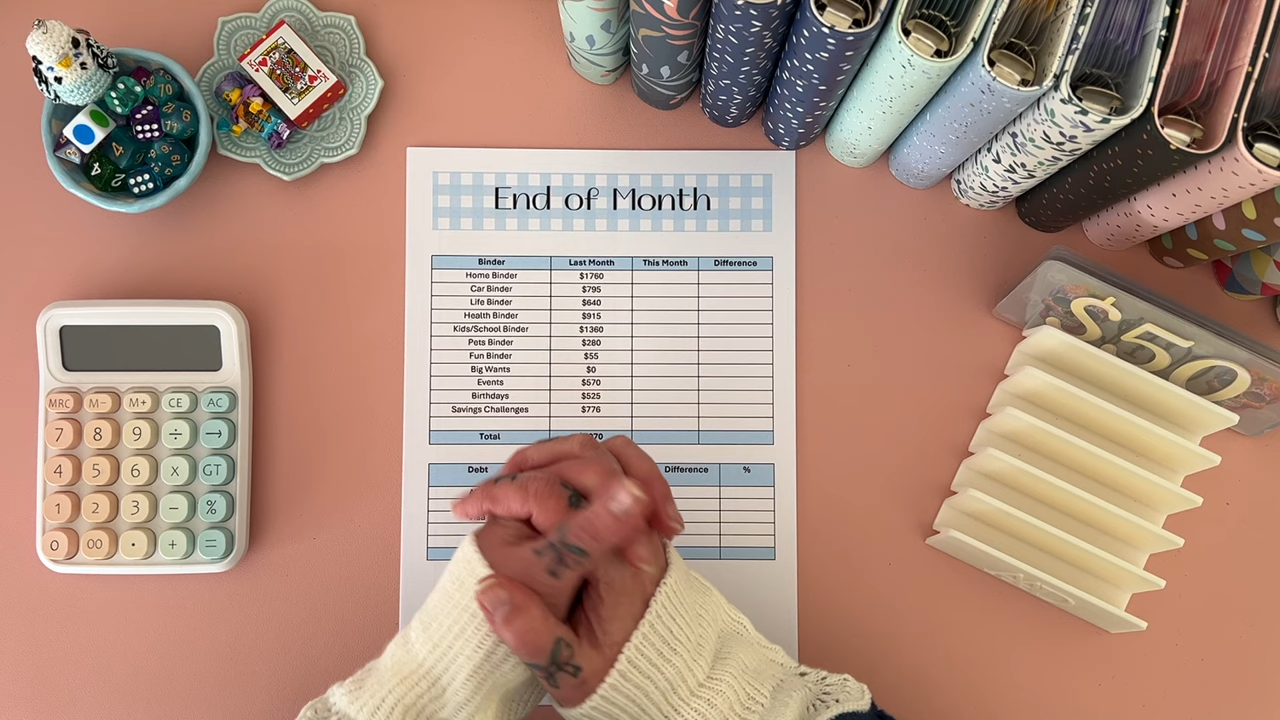 End of Month
Binder Last Month This Month Difference
Home Binder $1760
Car Binder $795
Life Binder $640
Health Binder $915
Kids/School Binder $1360
Pets Binder $280
Fun Binder $55
Big Wants $0
Events $570
Birthdays $525
Savings Challenges $776
Total
Debt Difference %
$50
K
MRC M- M+ CE AC
7 8 9 ÷ →
4 5 6 X GT
1 2 3 - %
0 00 • + =